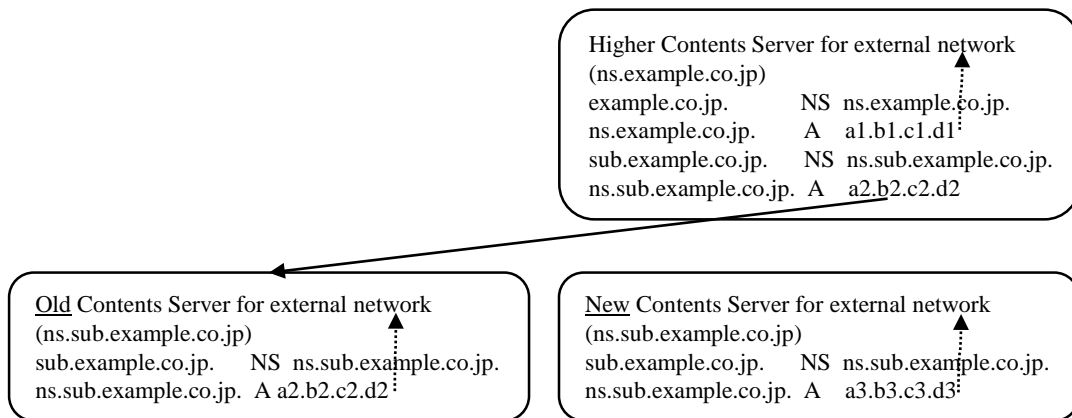 Higher Contents Server for external network
(ns.example.co.jp)
example.co.jp. NS ns.example.co.jp.
ns.example.co.jp. A a1.b1.c1.d1
sub.example.co.jp. NS ns.sub.example.co.jp.
ns.sub.example.co.jp. A a2.b2.c2.d2
Old Contents Server for external network
(ns.sub.example.co.jp)
sub.example.co.jp. NS ns.sub.example.co.jp.
ns.sub.example.co.jp. A a2.b2.c2.d2
New Contents Server for external network
(ns.sub.example.co.jp)
sub.example.co.jp. NS ns.sub.example.co.jp.
ns.sub.example.co.jp. A a3.b3.c3.d3